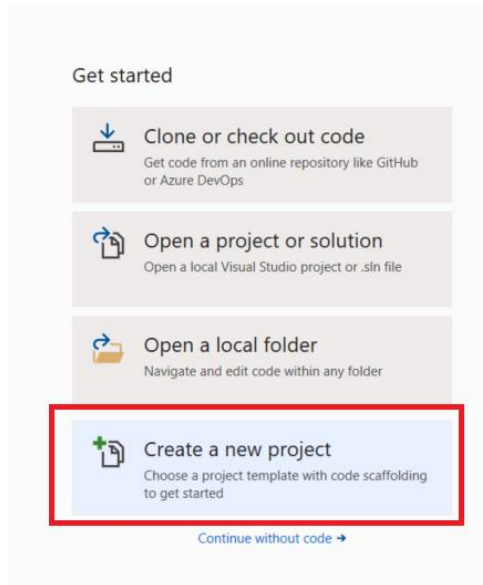 Get started
Clone or check out code
Get code from an online repository like GitHub
or Azure DevOps
Open a project or solution
Open a local Visual Studio project or .sln file
Open a local folder
Navigate and edit code within any folder
Create a new project
Choose a project template with code scaffolding
to get started
Continue without code →